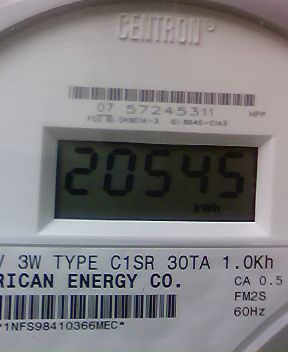 CENTRON®
07 57245311 HPP
20545
kWh
3W TYPE C1SR 30TA 1.0Kh
RICAN ENERGY CO. CA 0.5
FM2S
*1NFS98410366MEC* 60Hz